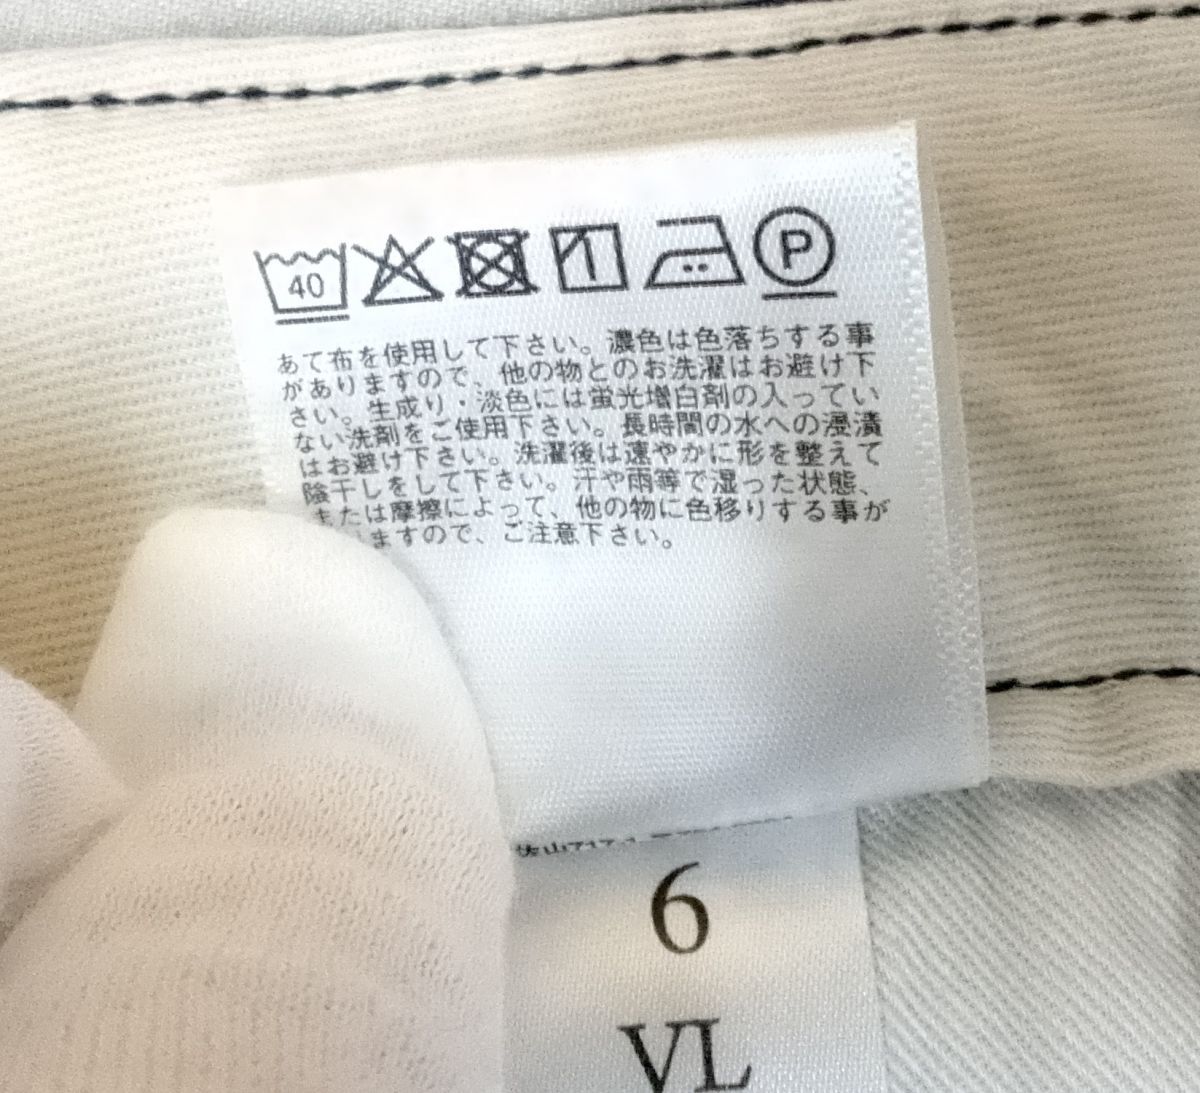 40
P
あて布を使用して下さい。濃色は色落ちする事
がありますので、他の物とのお洗濯はお避け下
さい。生成り・淡色には蛍光増白剤の入ってい
ない洗剤をご使用下さい。長時間の水への浸漬
はお避け下さい。洗濯後は速やかに形を整えて
陰干しをして下さい。汗や雨等で湿った状態、
または摩擦によって、他の物に色移りする事が
ますので、ご注意下さい。
佐山717-1
6
VL